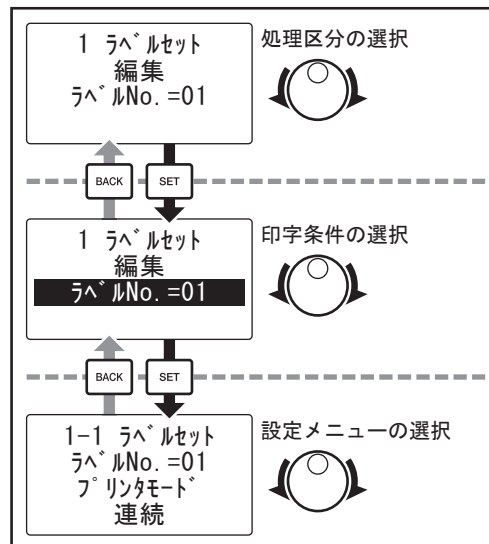 1 ﾗﾍﾞﾙｾｯﾄ
編集
ﾗﾍﾞﾙNo.=01
処理区分の選択
BACK SET
1 ﾗﾍﾞﾙｾｯﾄ
編集
ﾗﾍﾞﾙNo.=01
印字条件の選択
BACK SET
1-1 ﾗﾍﾞﾙｾｯﾄ
ﾗﾍﾞﾙNo.=01
ﾌﾟﾘﾝﾀﾓｰﾄﾞ
連続
設定メニューの選択